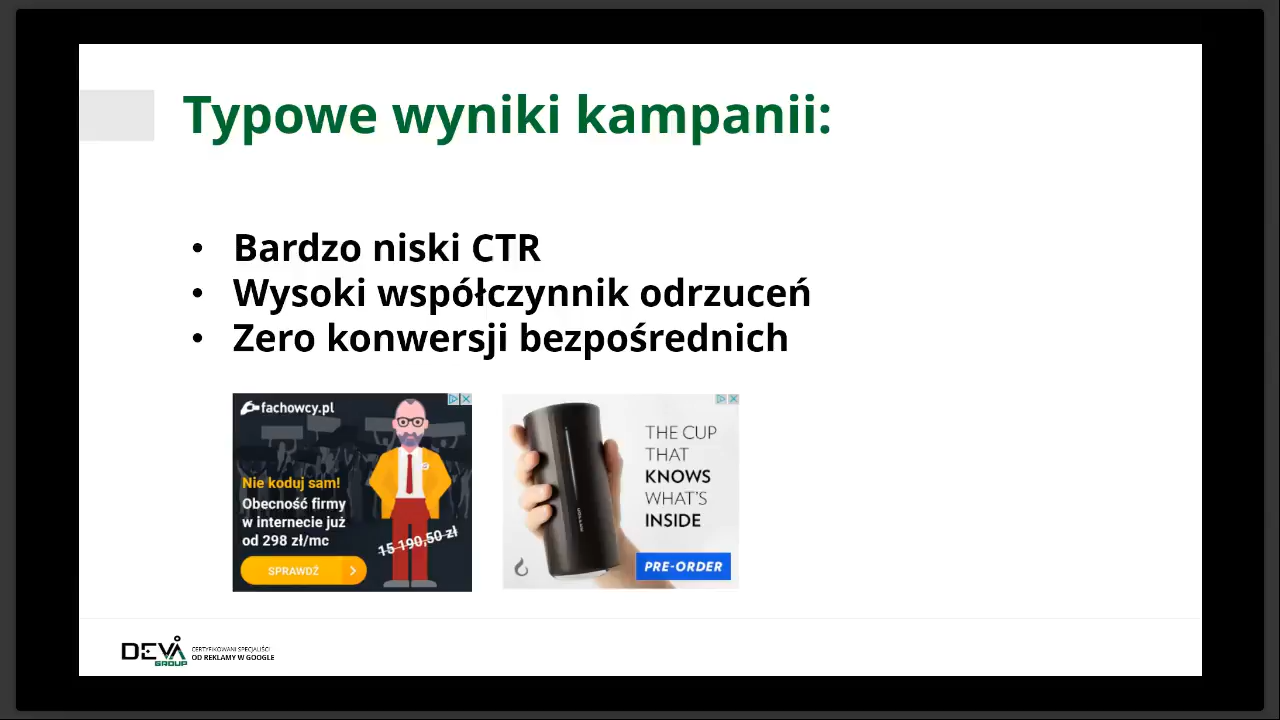 Typowe wyniki kampanii:
• Bardzo niski CTR
• Wysoki współczynnik odrzuceń
• Zero konwersji bezpośrednich
fachowcy.pl
Nie koduj sam!
Obecność firmy
w internecie już
od 298 zł/mc
15 190,50 zł
SPRAWDŹ
THE CUP
THAT
KNOWS
WHAT'S
INSIDE
PRE-ORDER
DEVA
GROUP
CERTYFIKOWANI SPECJALIŚCI
OD REKLAMY W GOOGLE